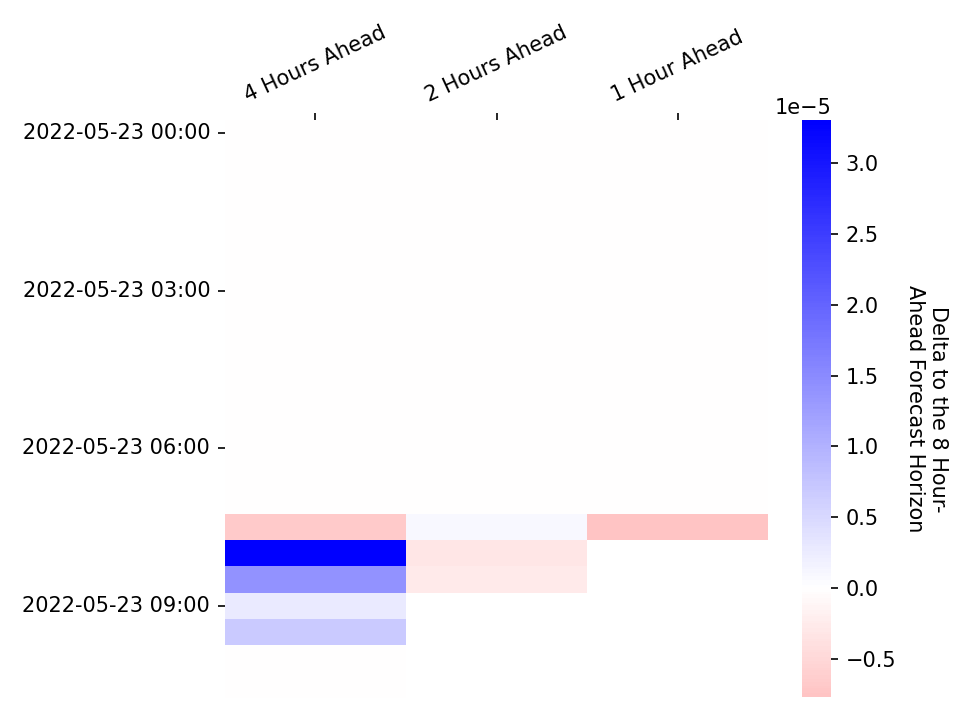 4 Hours Ahead
2 Hours Ahead
1 Hour Ahead
1e−5
2022-05-23 00:00
2022-05-23 03:00
2022-05-23 06:00
2022-05-23 09:00
3.0
2.5
2.0
1.5
1.0
0.5
0.0
−0.5
Delta to the 8 Hour-
Ahead Forecast Horizon